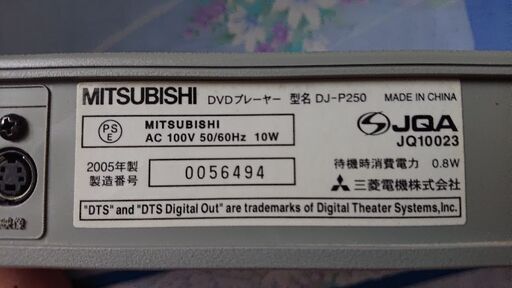 MITSUBISHI DVDプレーヤー 型名 DJ-P250 MADE IN CHINA
PS
E
MITSUBISHI
AC 100V 50/60Hz 10W
JQA
JQ10023
2005年製
製造番号 0056494
待機時消費電力 0.8W
三菱電機株式会社
"DTS" and "DTS Digital Out" are trademarks of Digital Theater Systems,Inc.
映像